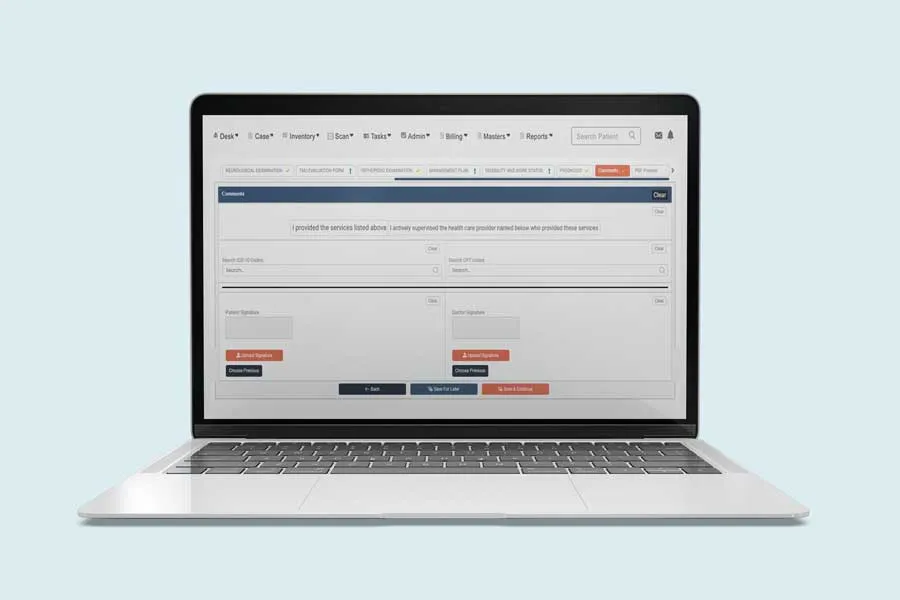 Desk Case Inventory Scan Tasks Admin Billing Masters Reports Search Patient
NEUROLOGICAL EXAMINATION TMJ EVALUATION FORM ORTHOPEDIC EXAMINATION MANAGEMENT PLAN DISABILITY AND WORK STATUS PROGNOSIS Comments PDF Preview
Comments Clear
Clear
I provided the services listed above I actively supervised the health care provider named below who provided these services
Clear Clear
Search ICD-10 Codes Search CPT Codes
Search... Search...
Clear Clear
Patient Signature Doctor Signature
Upload Signature Upload Signature
Choose Previous Choose Previous
Back Save For Later Save & Continue